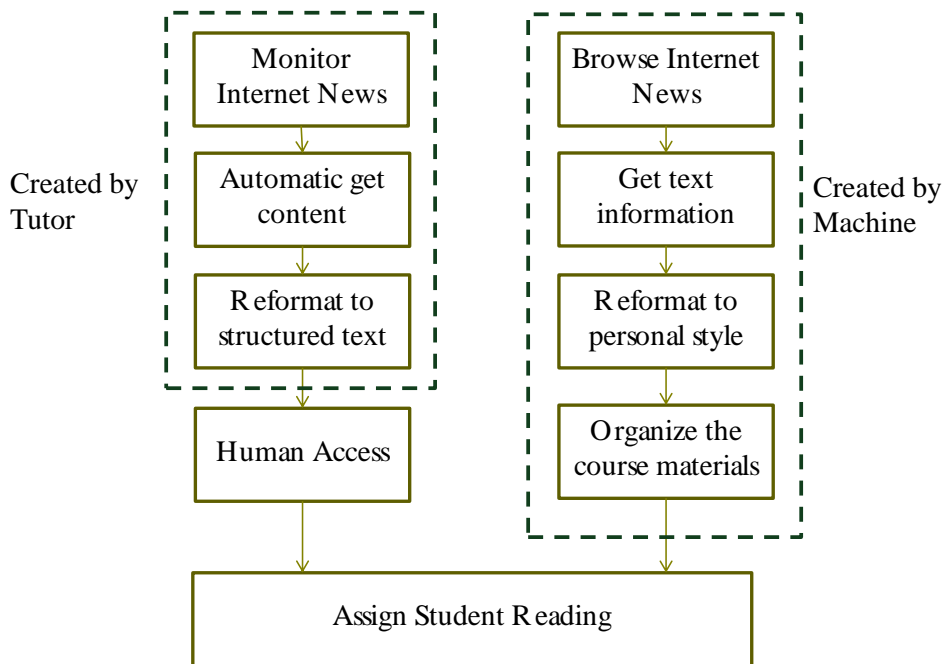 Monitor
Internet News
Browse Internet
News
Created by
Tutor
Automatic get
content
Get text
information
Created by
Machine
Reformat to
structured text
Reformat to
personal style
Human Access
Organize the
course materials
Assign Student Reading